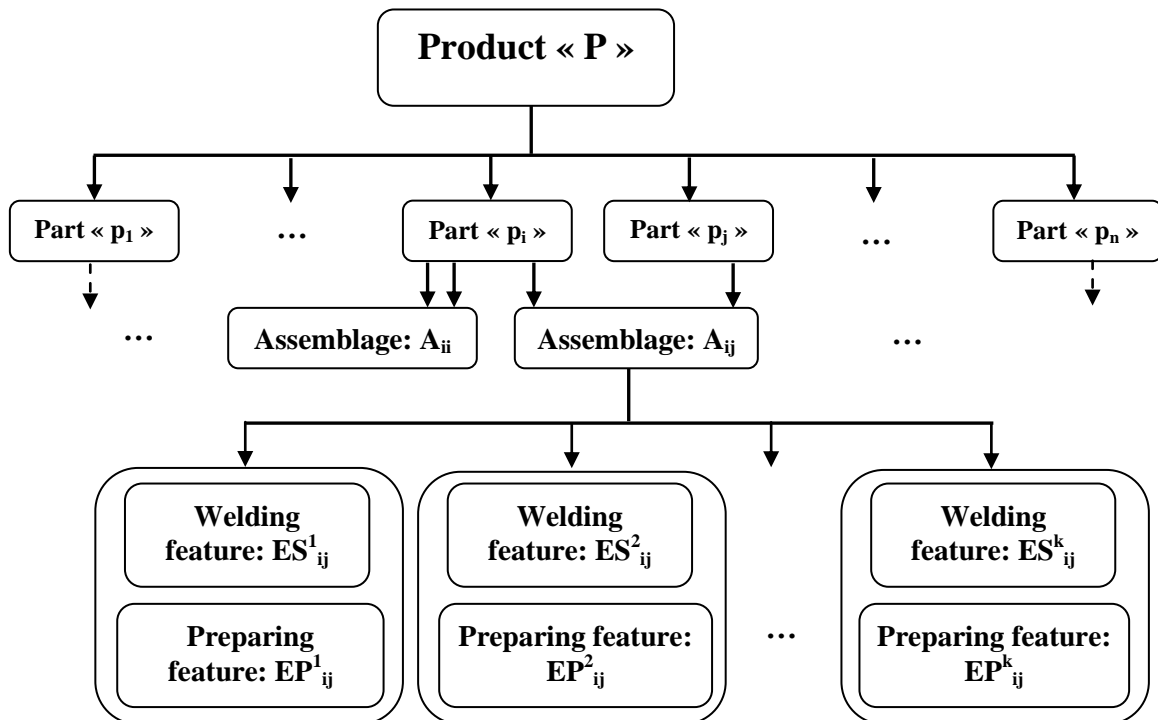 Product « P »
Part « p1 »
...
Part « pi »
Part « pj »
...
Part « pn »
...
Assemblage: Aii
Assemblage: Aij
...
Welding
feature: ES1ij
Welding
feature: ES2ij
Welding
feature: ESkij
Preparing
feature: EP1ij
Preparing feature:
EP2ij
...
Preparing feature:
EPkij